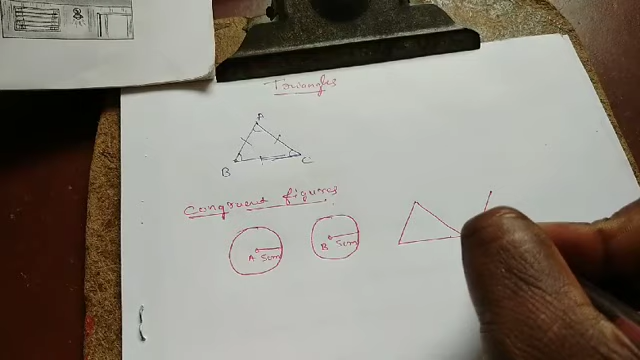 Triangles
A
B C
Congruent figures
A 5cm B 5cm